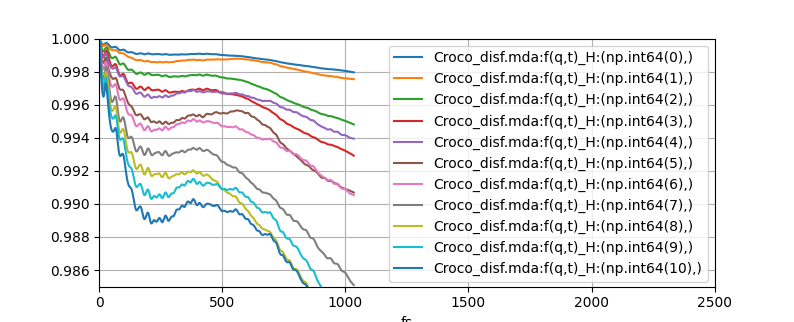 1.000
0.998
0.996
0.994
0.992
0.990
0.988
0.986
0
500
1000
1500
2000
2500
Croco_disf.mda:f(q,t)_H:(np.int64(0),)
Croco_disf.mda:f(q,t)_H:(np.int64(1),)
Croco_disf.mda:f(q,t)_H:(np.int64(2),)
Croco_disf.mda:f(q,t)_H:(np.int64(3),)
Croco_disf.mda:f(q,t)_H:(np.int64(4),)
Croco_disf.mda:f(q,t)_H:(np.int64(5),)
Croco_disf.mda:f(q,t)_H:(np.int64(6),)
Croco_disf.mda:f(q,t)_H:(np.int64(7),)
Croco_disf.mda:f(q,t)_H:(np.int64(8),)
Croco_disf.mda:f(q,t)_H:(np.int64(9),)
Croco_disf.mda:f(q,t)_H:(np.int64(10),)
fs